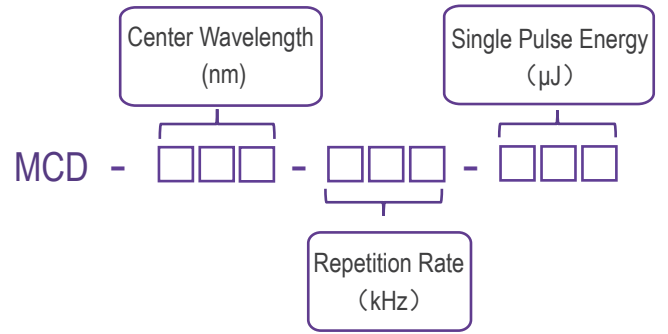 Center Wavelength
(nm)
Single Pulse Energy
（μJ）
MCD - □□□ - □□□ - □□□
Repetition Rate
（kHz）